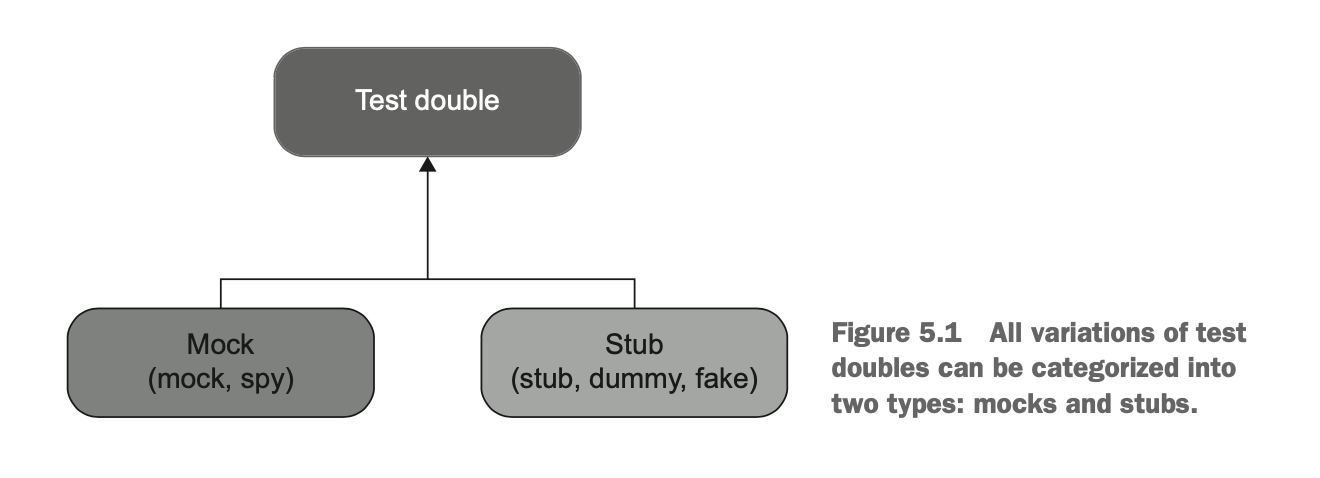 Test double
Mock
(mock, spy)
Stub
(stub, dummy, fake)
Figure 5.1 All variations of test
doubles can be categorized into
two types: mocks and stubs.